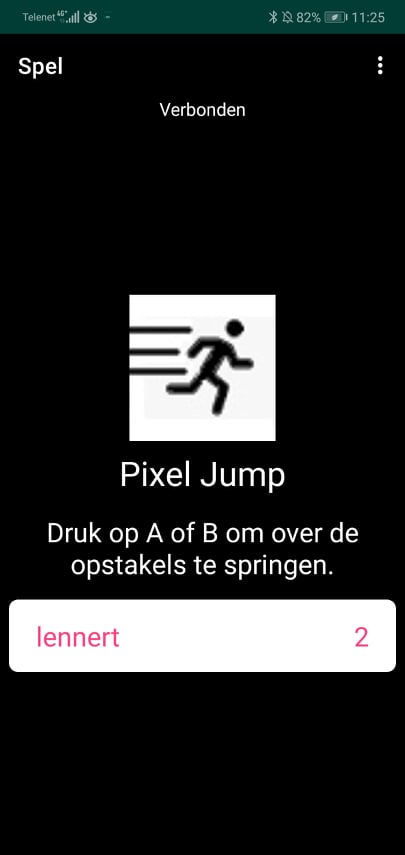 Telenet 4G+ 82% 11:25
Spel
Verbonden
Pixel Jump
Druk op A of B om over de
opstakels te springen.
lennert 2